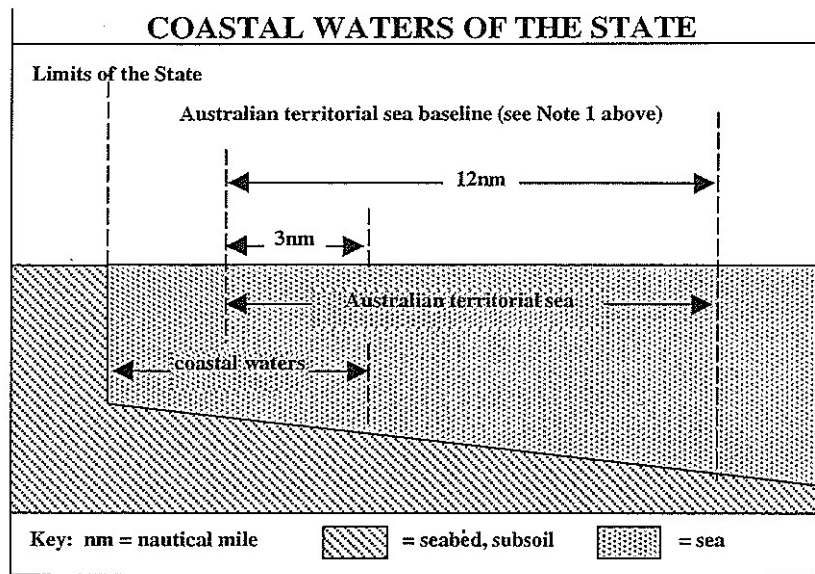 COASTAL WATERS OF THE STATE
Limits of the State
Australian territorial sea baseline (see Note 1 above)
12nm
3nm
Australian territorial sea
coastal waters
Key: nm = nautical mile
= seabed, subsoil
= sea